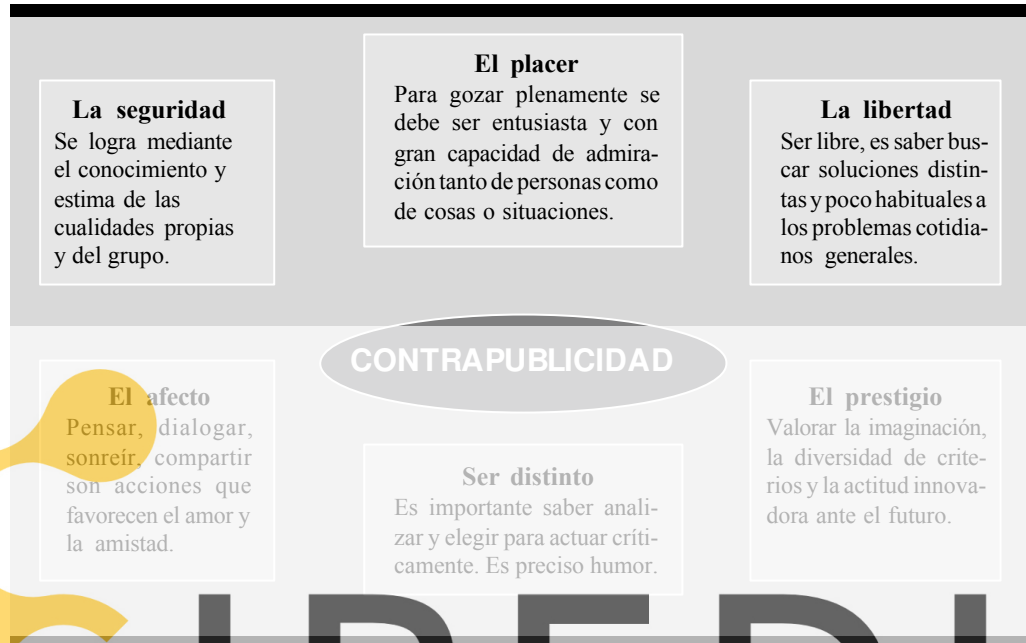 El placer
Para gozar plenamente se
debe ser entusiasta y con
gran capacidad de admira-
ción tanto de personas como
de cosas o situaciones.
La seguridad
Se logra mediante
el conocimiento y
estima de las
cualidades propias
y del grupo.
La libertad
Ser libre, es saber bus-
car soluciones distin-
tas y poco habituales a
los problemas cotidia-
nos generales.
CONTRAPUBLICIDAD
El afecto
Pensar, dialogar,
sonreír, compartir
son acciones que
favorecen el amor y
la amistad.
Ser distinto
Es importante saber anali-
zar y elegir para actuar críti-
camente. Es preciso humor.
El prestigio
Valorar la imaginación,
la diversidad de crite-
rios y la actitud innova-
dora ante el futuro.